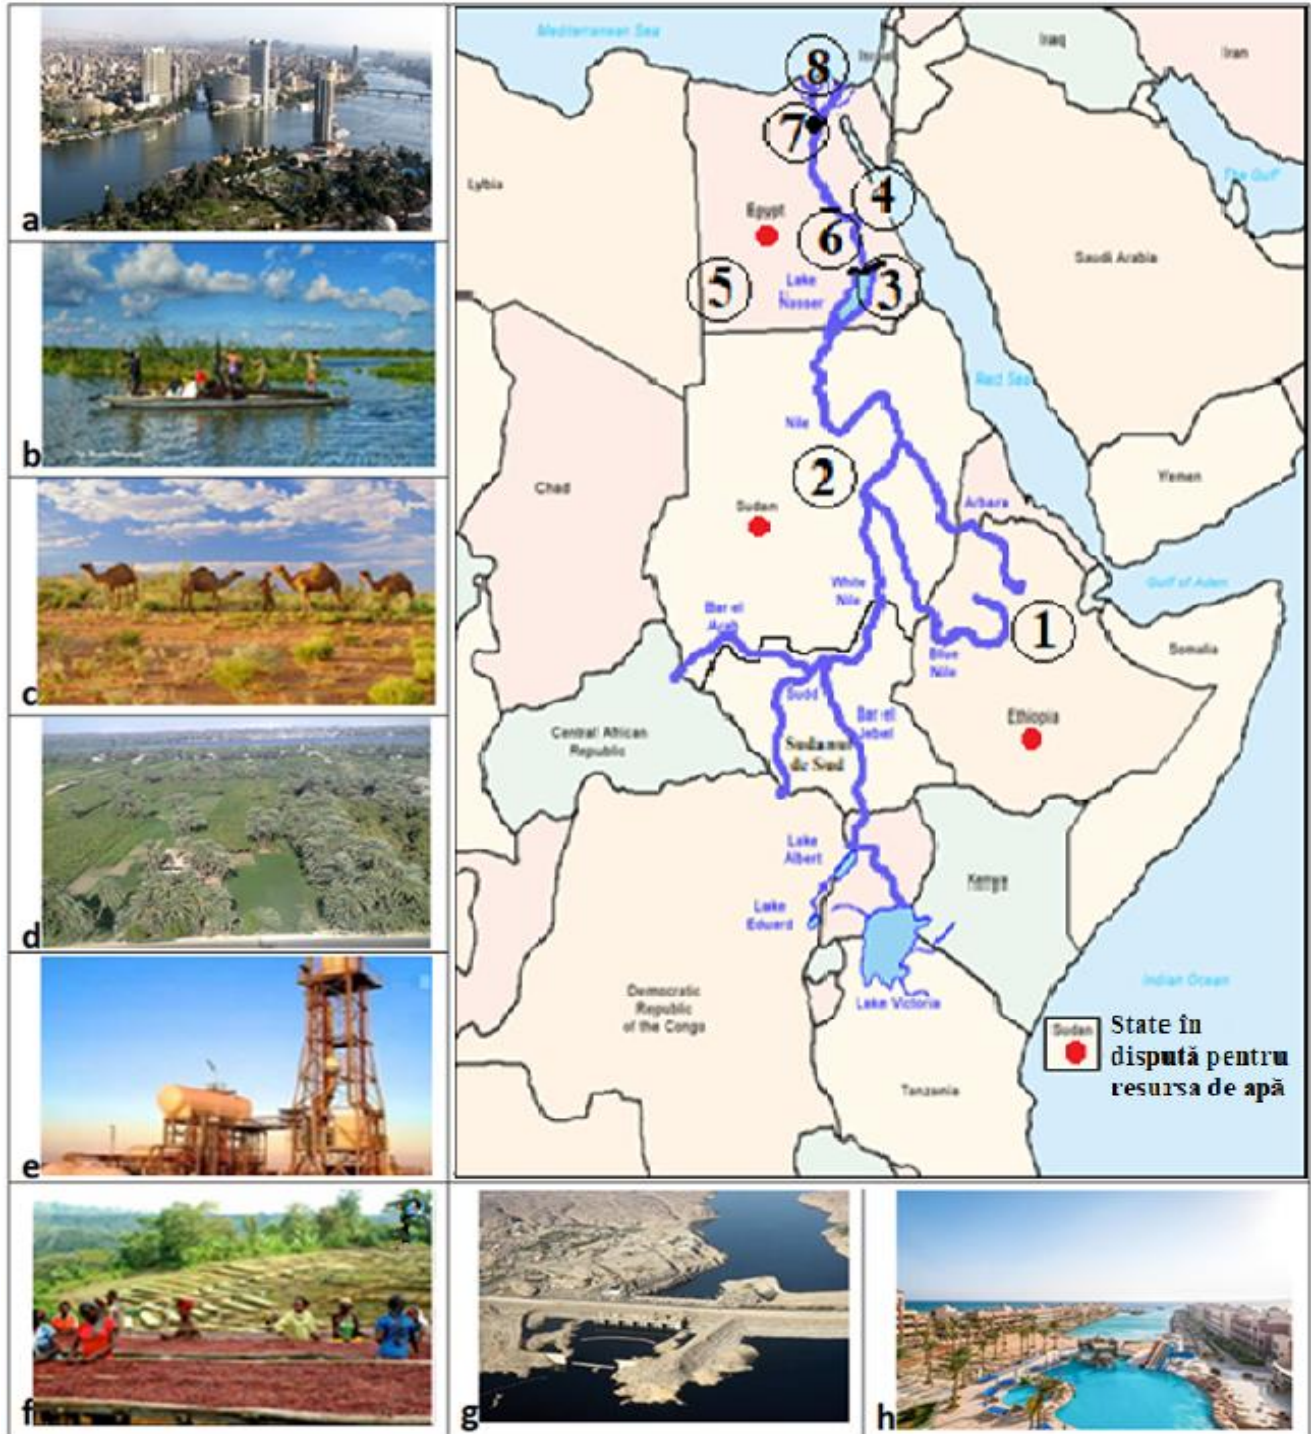 a
b
c
d
e
f
g
h
Mediterranean Sea
Iraq
Iran
8
7
Lybia
4
The Gulf
Egypt
6
Saudi Arabia
5
Lake
Nasser
3
Red Sea
Nile
2
Chad
Yemen
Sudan
Atbara
White
Nile
Gulf of Aden
Bar el
Arab
1
Blue
Nile
Somalia
Sudd
Bar el
Jebel
Ethiopia
Central African
Republic
Sudanul
de Sud
Lake
Albert
Kenya
Lake
Eduard
Democratic
Republic
of the Congo
Lake Victoria
Indian Ocean
Tanzania
Sudan
State în
dispută pentru
resursa de apă